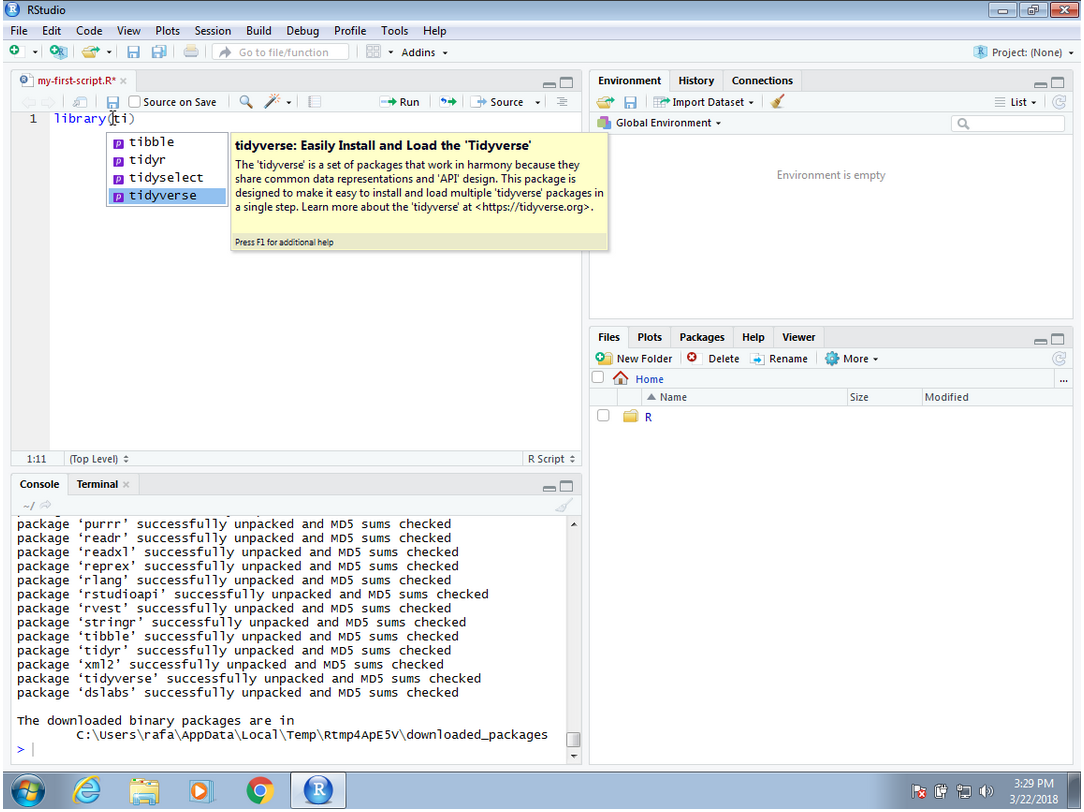 RStudio
File Edit Code View Plots Session Build Debug Profile Tools Help
Go to file/function Addins Project: (None)
my-first-script.R*
Source on Save Run Source
1 library(ti)
tibble
tidyr
tidyselect
tidyverse
tidyverse: Easily Install and Load the 'Tidyverse'
The 'tidyverse' is a set of packages that work in harmony because they
share common data representations and 'API' design. This package is
designed to make it easy to install and load multiple 'tidyverse' packages in
a single step. Learn more about the 'tidyverse' at <https://tidyverse.org>.
Press F1 for additional help
1:11 (Top Level) R Script
Console Terminal
~/
package ‘purrr’ successfully unpacked and MD5 sums checked
package ‘readr’ successfully unpacked and MD5 sums checked
package ‘readxl’ successfully unpacked and MD5 sums checked
package ‘reprex’ successfully unpacked and MD5 sums checked
package ‘rlang’ successfully unpacked and MD5 sums checked
package ‘rstudioapi’ successfully unpacked and MD5 sums checked
package ‘rvest’ successfully unpacked and MD5 sums checked
package ‘stringr’ successfully unpacked and MD5 sums checked
package ‘tibble’ successfully unpacked and MD5 sums checked
package ‘tidyr’ successfully unpacked and MD5 sums checked
package ‘xml2’ successfully unpacked and MD5 sums checked
package ‘tidyverse’ successfully unpacked and MD5 sums checked
package ‘dslabs’ successfully unpacked and MD5 sums checked
The downloaded binary packages are in
C:\Users\rafa\AppData\Local\Temp\Rtmp4ApE5V\downloaded_packages
>
Environment History Connections
Import Dataset List
Global Environment
Environment is empty
Files Plots Packages Help Viewer
New Folder Delete Rename More
Home ...
Name Size Modified
R
3:29 PM
3/22/2018